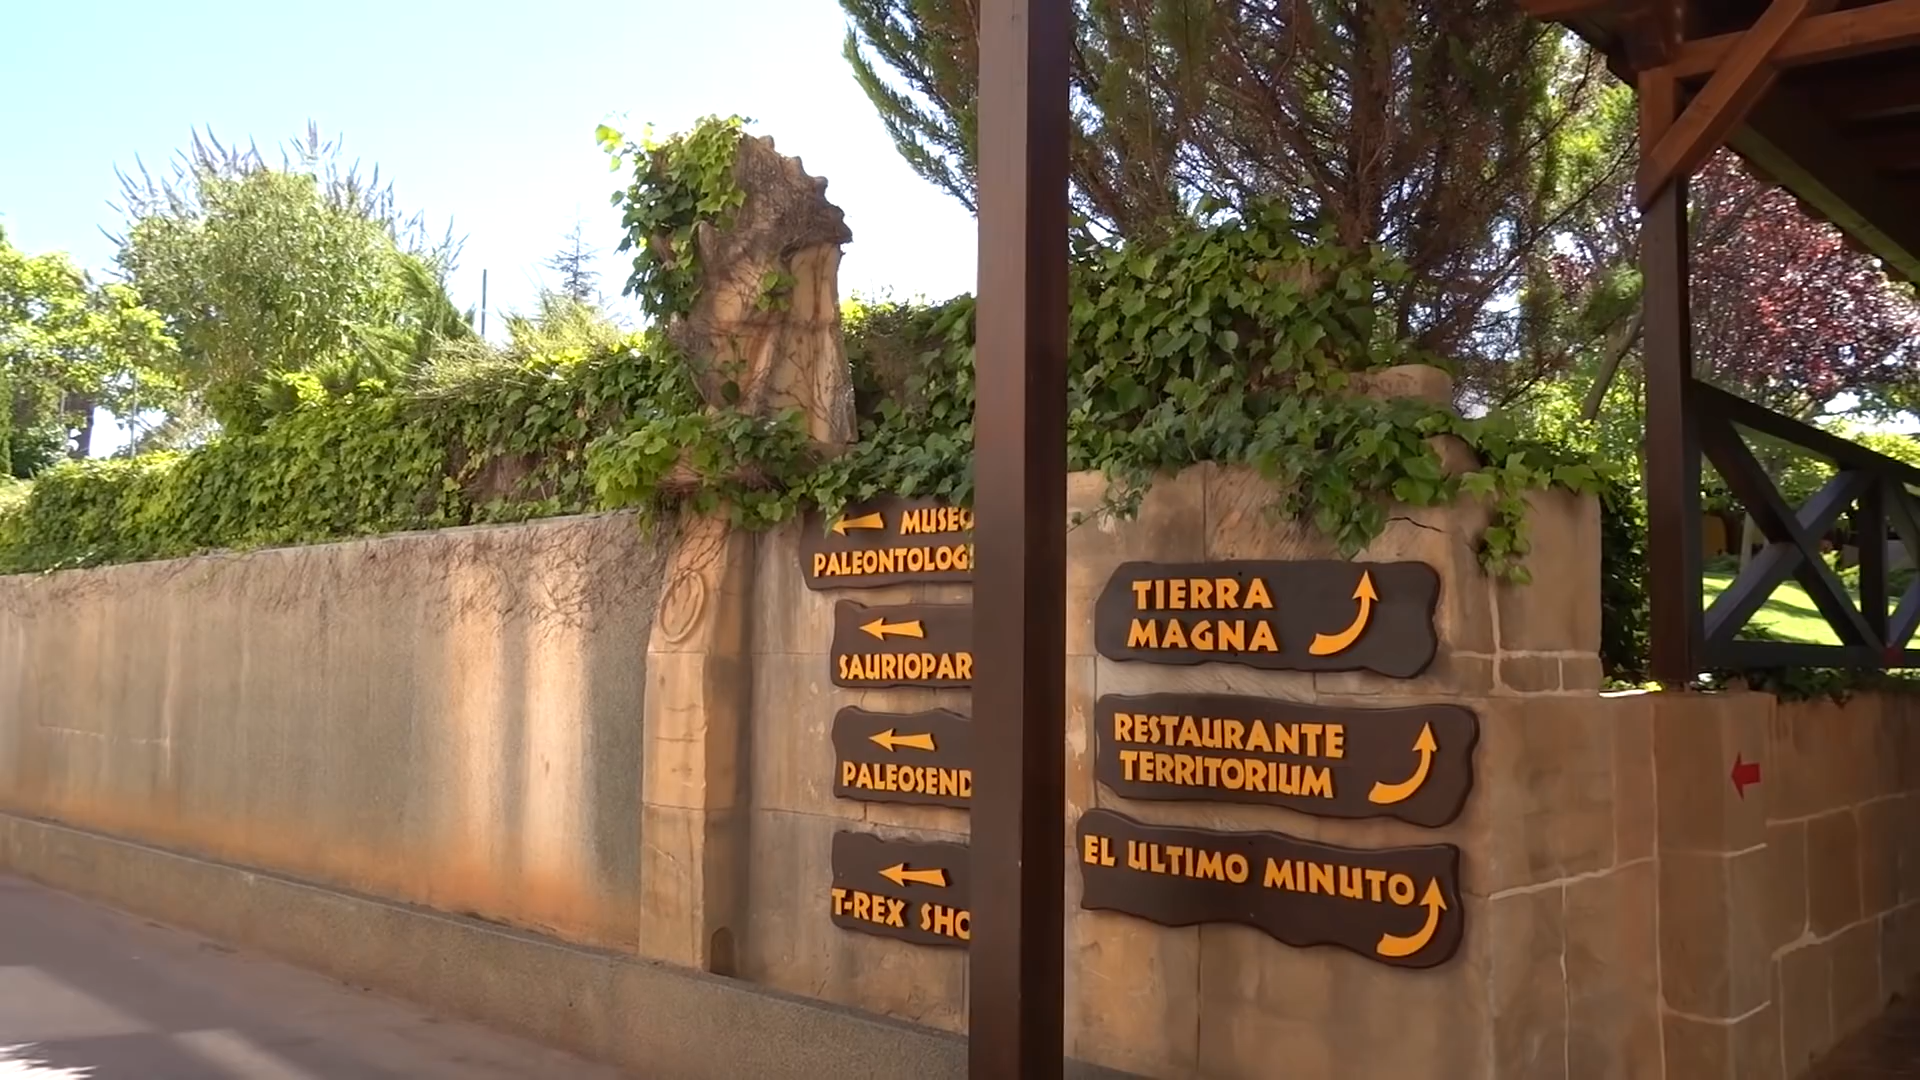 MUSEO
PALEONTOLOG
SAURIOPAR
PALEOSEND
T-REX SHO
TIERRA
MAGNA
RESTAURANTE
TERRITORIUM
EL ULTIMO MINUTO